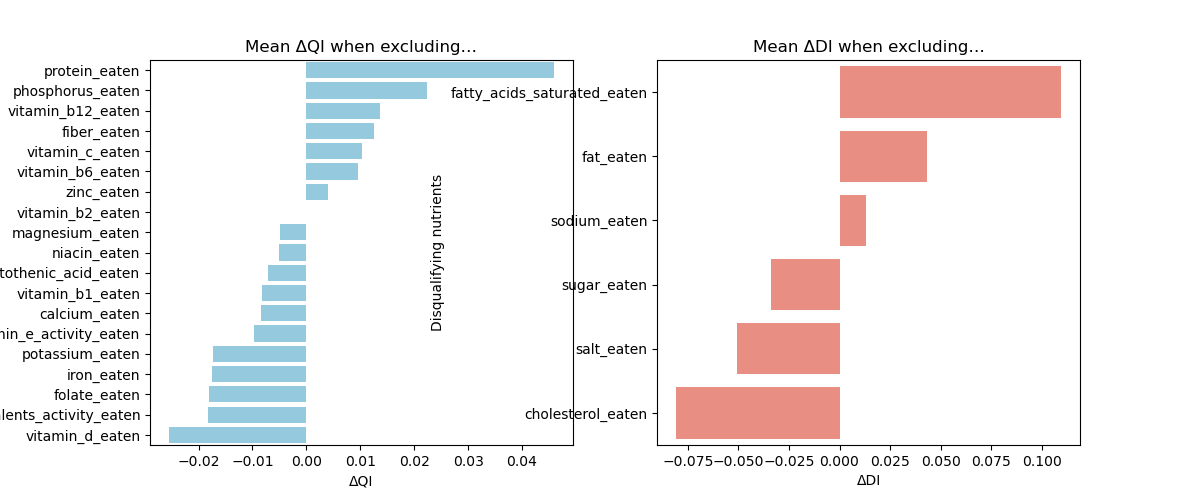 Mean ΔQI when excluding...
protein_eaten
phosphorus_eaten
vitamin_b12_eaten
fiber_eaten
vitamin_c_eaten
vitamin_b6_eaten
zinc_eaten
vitamin_b2_eaten
magnesium_eaten
niacin_eaten
tothenic_acid_eaten
vitamin_b1_eaten
calcium_eaten
min_e_activity_eaten
potassium_eaten
iron_eaten
folate_eaten
alents_activity_eaten
vitamin_d_eaten
−0.02 −0.01 0.00 0.01 0.02 0.03 0.04
ΔQI
Mean ΔDI when excluding...
Disqualifying nutrients
fatty_acids_saturated_eaten
fat_eaten
sodium_eaten
sugar_eaten
salt_eaten
cholesterol_eaten
−0.075 −0.050 −0.025 0.000 0.025 0.050 0.075 0.100
ΔDI